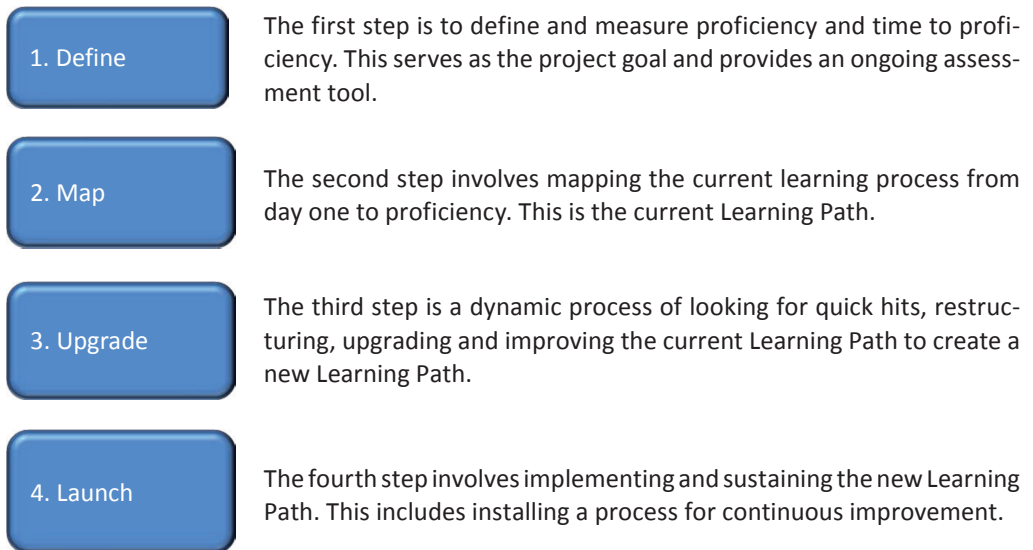 1. Define
The first step is to define and measure proficiency and time to profi-
ciency. This serves as the project goal and provides an ongoing assess-
ment tool.
2. Map
The second step involves mapping the current learning process from
day one to proficiency. This is the current Learning Path.
3. Upgrade
The third step is a dynamic process of looking for quick hits, restruc-
turing, upgrading and improving the current Learning Path to create a
new Learning Path.
4. Launch
The fourth step involves implementing and sustaining the new Learning
Path. This includes installing a process for continuous improvement.